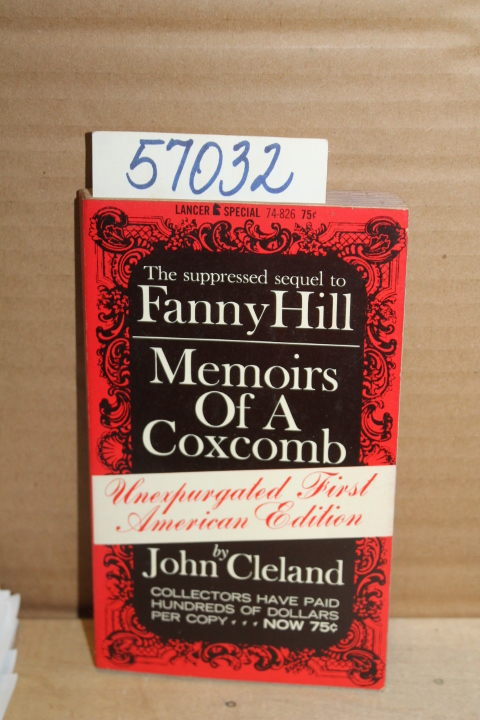 57032
LANCER SPECIAL 74-826 75¢
The suppressed sequel to
Fanny Hill
Memoirs
Of A
Coxcomb
Unexpurgated First
American Edition
by
John Cleland
COLLECTORS HAVE PAID
HUNDREDS OF DOLLARS
PER COPY... NOW 75¢